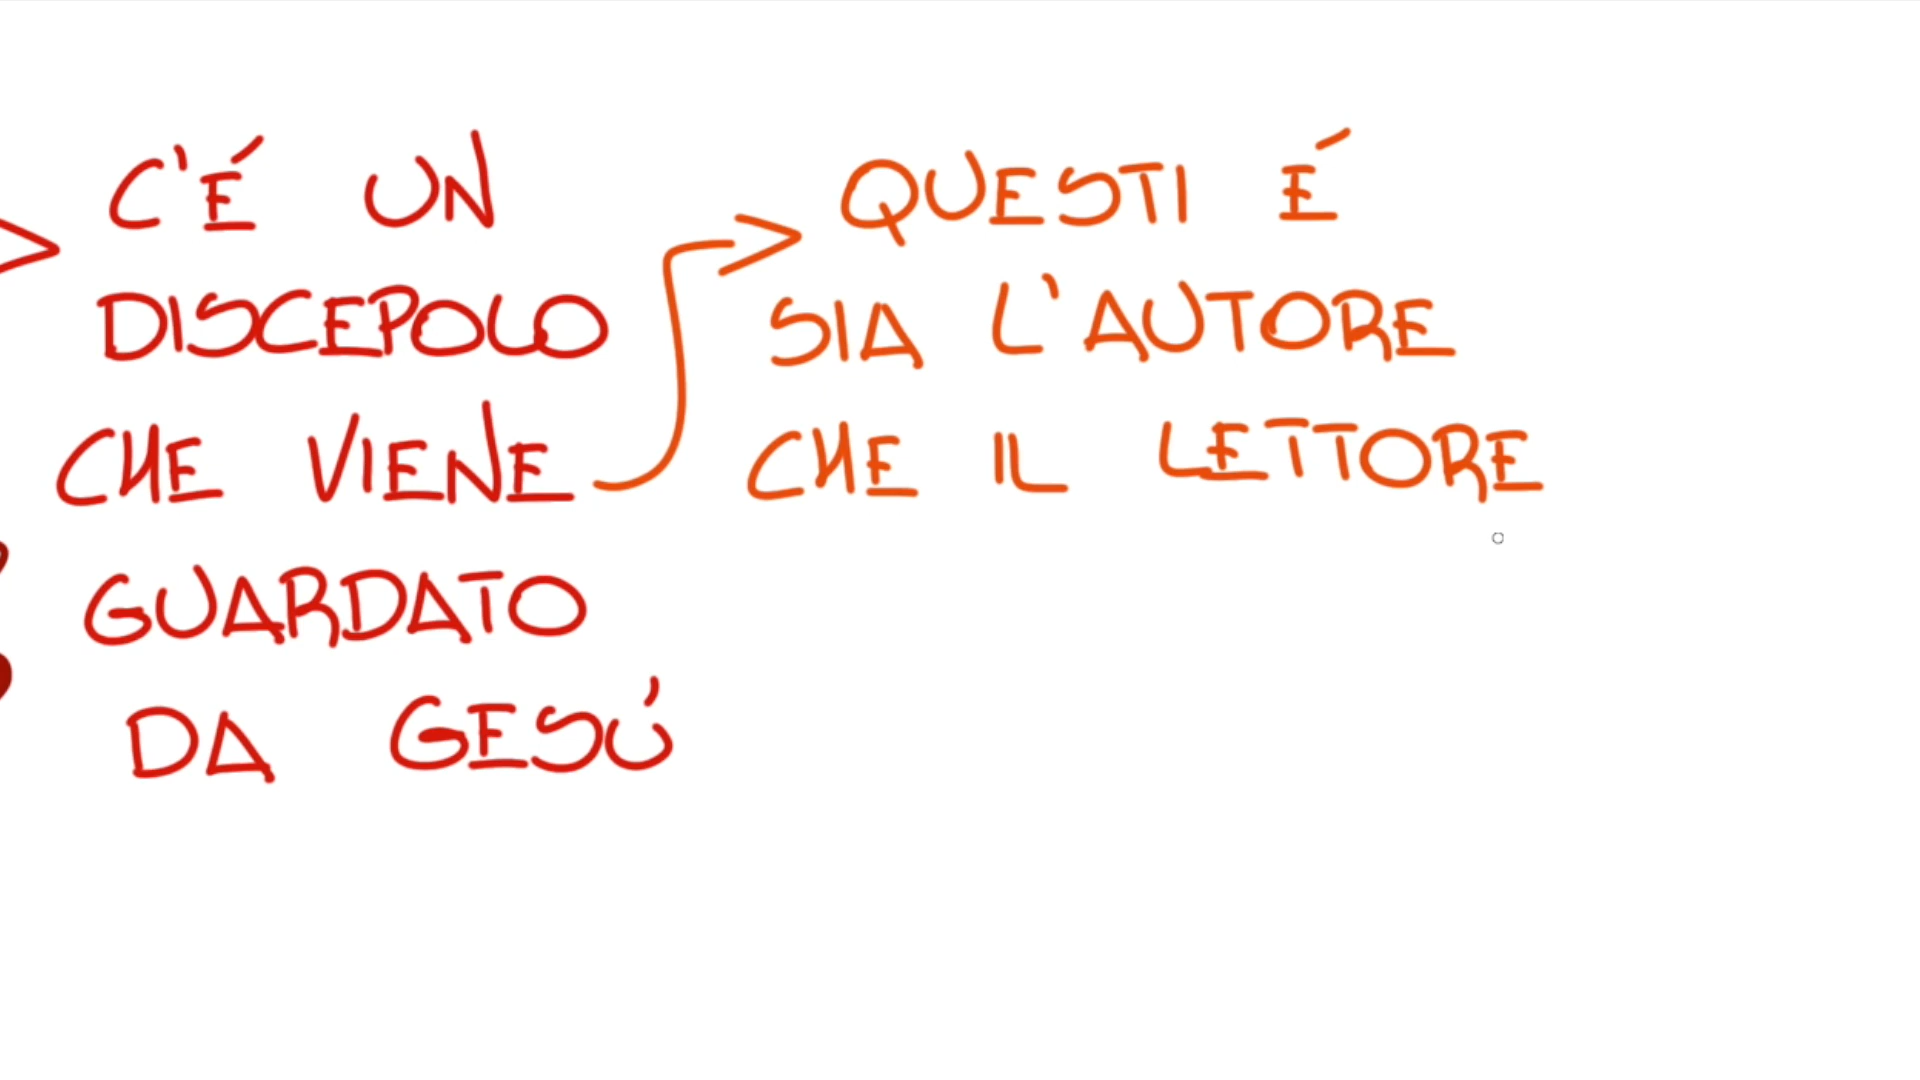 C'É UN
DISCEPOLO
CHE VIENE
GUARDATO
DA GESÚ
QUESTI É
SIA L'AUTORE
CHE IL LETTORE